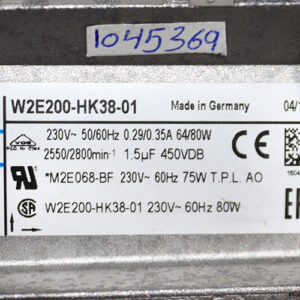 1045369
W2E200-HK38-01
Made in Germany
04/
230V~ 50/60Hz 0.29/0.35A 64/80W
2550/2800min⁻¹ 1.5µF 450VDB
*M2E068-BF 230V~ 60Hz 75W T.P.L. AO
W2E200-HK38-01 230V~ 60Hz 80W